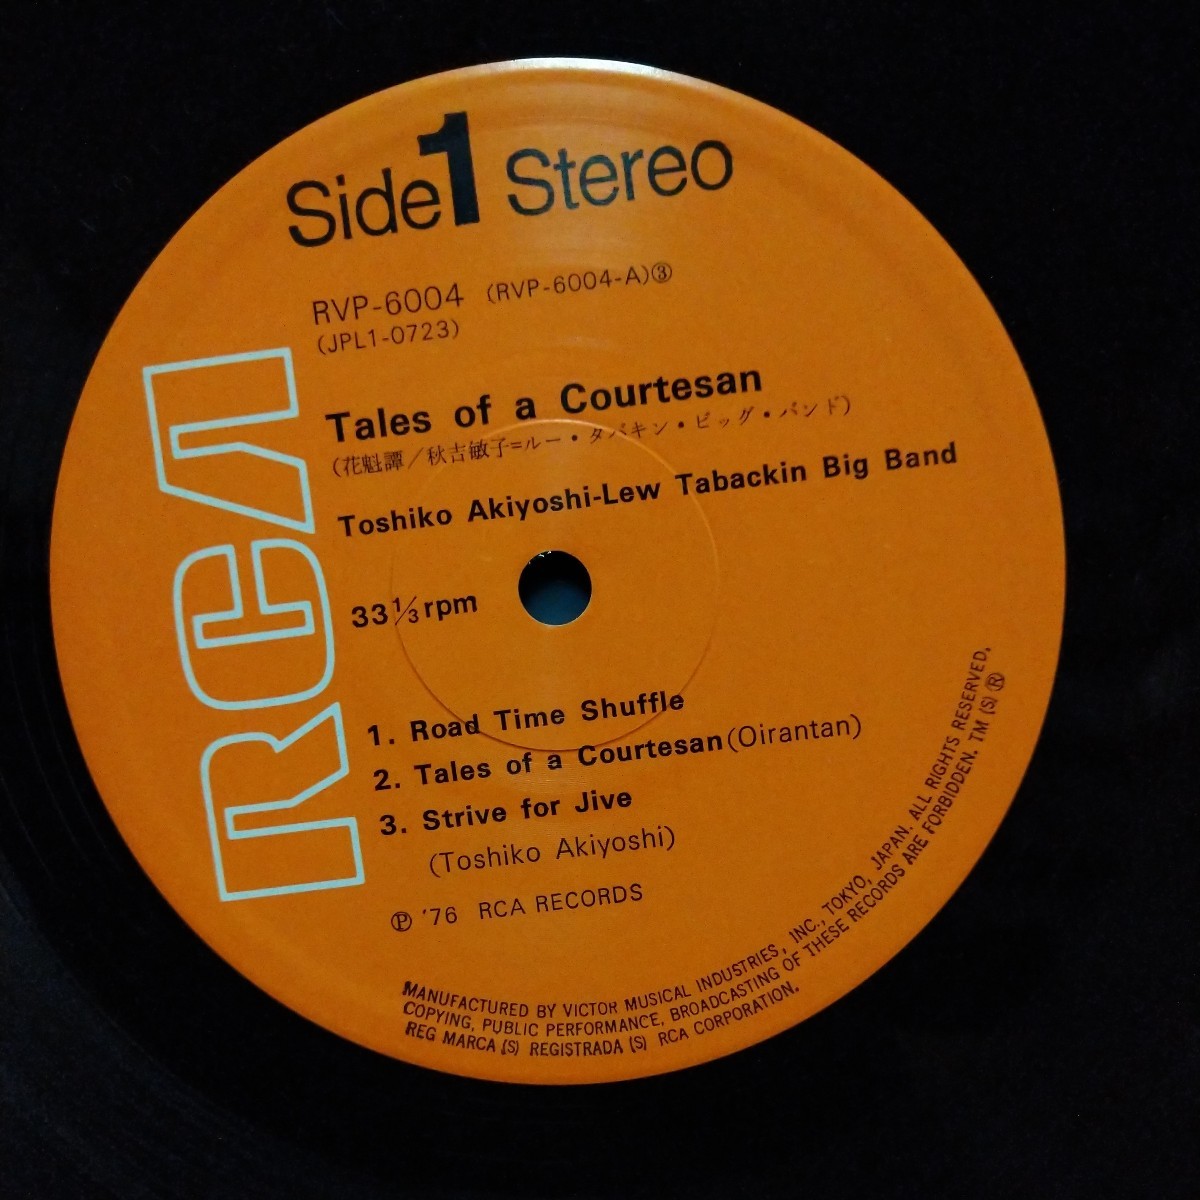 Side 1 Stereo
RVP-6004 (RVP-6004-A)③
(JPL1-0723)
Tales of a Courtesan
(花魁譚/秋吉敏子=ルー・タバキン・ビッグ・バンド)
Toshiko Akiyoshi-Lew Tabackin Big Band
33 1/3 rpm
1. Road Time Shuffle
2. Tales of a Courtesan (Oirantan)
3. Strive for Jive
(Toshiko Akiyoshi)
Ⓟ '76 RCA RECORDS
RCA
MANUFACTURED BY VICTOR MUSICAL INDUSTRIES, INC., TOKYO, JAPAN. ALL RIGHTS RESERVED.
COPYING, PUBLIC PERFORMANCE, BROADCASTING OF THESE RECORDS ARE FORBIDDEN. TM (S) ®
REG MARCA (S) REGISTRADA (S) RCA CORPORATION.